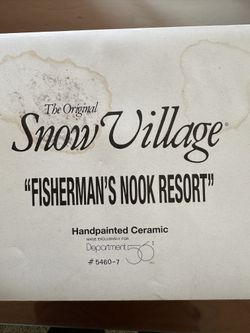 The Original
Snow Village®
"FISHERMAN'S NOOK RESORT"
Handpainted Ceramic
MADE EXCLUSIVELY FOR
Department 56
# 5460-7